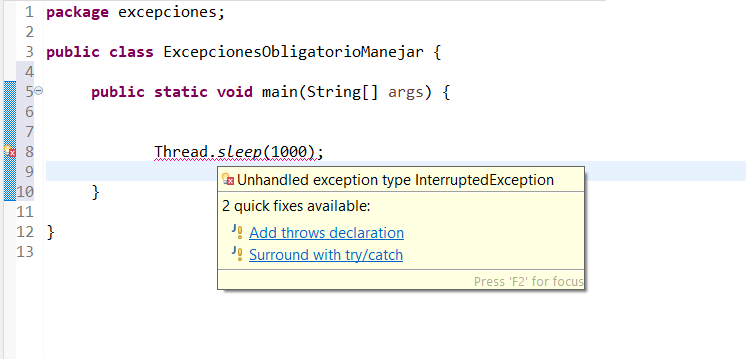 1 package excepciones;
2
3 public class ExcepcionesObligatorioManejar {
4
5 public static void main(String[] args) {
6
7
8 Thread.sleep(1000);
9
10 }
11
12 }
13
Unhandled exception type InterruptedException
2 quick fixes available:
Add throws declaration
Surround with try/catch
Press 'F2' for focus